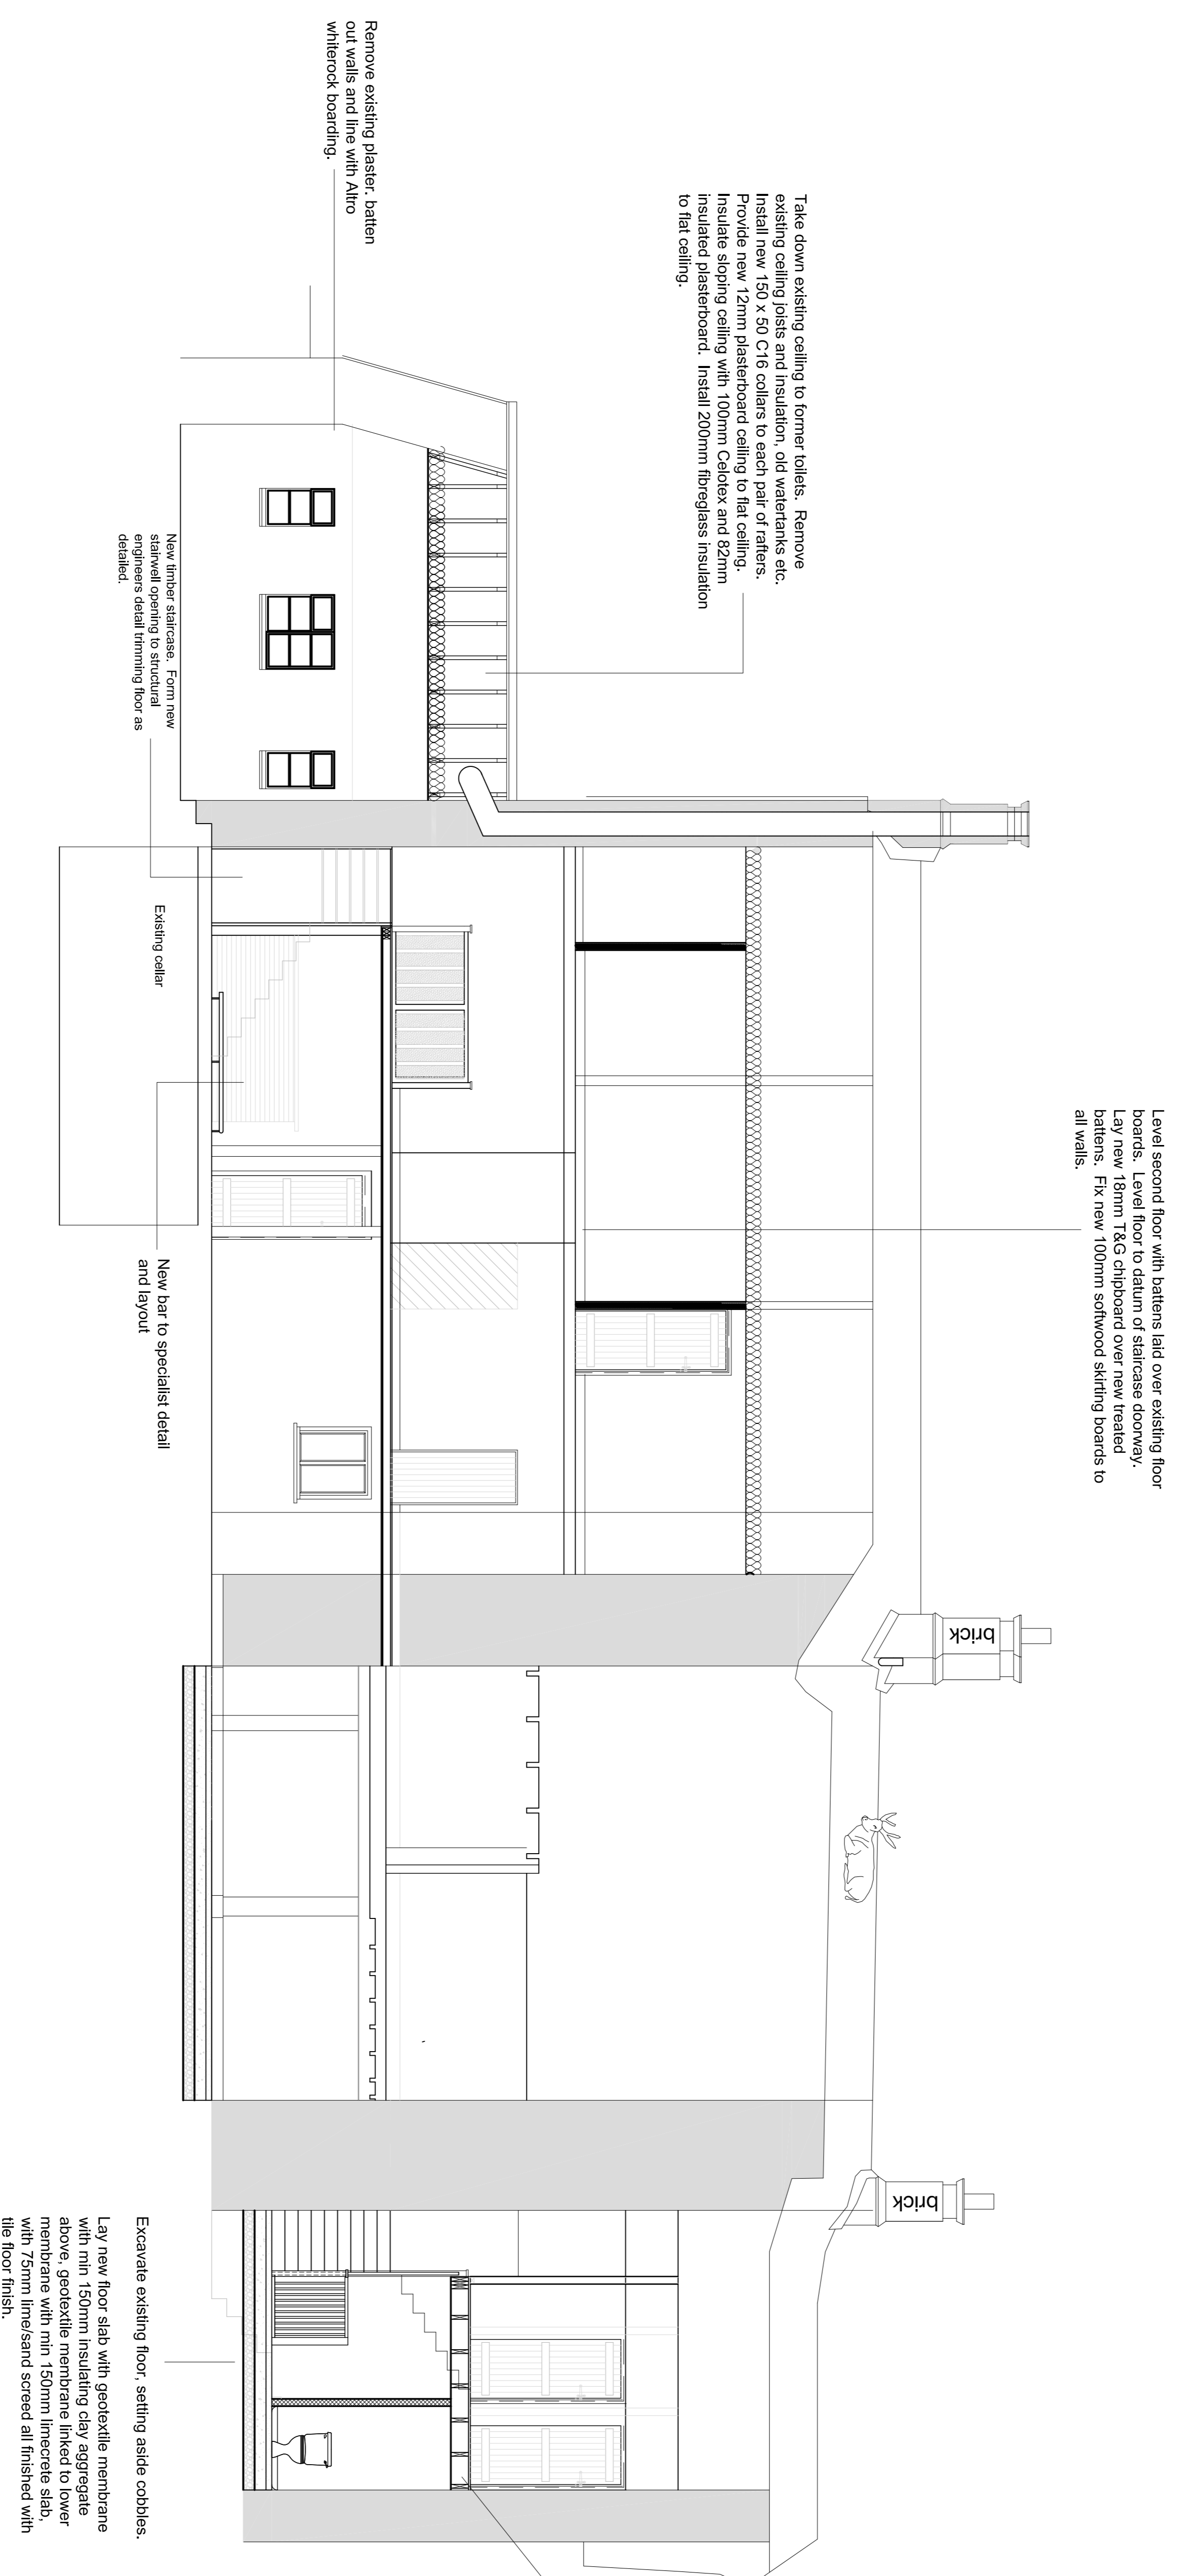 Level second floor with battens laid over existing floor
boards.  Level floor to datum of staircase doorway.
Lay new 18mm T&G chipboard over new treated
battens.  Fix new 100mm softwood skirting boards to
all walls.
Take down existing ceiling to former toilets.  Remove
existing ceiling joists and insulation, old watertanks etc.
Install new 150 x 50 C16 collars to each pair of rafters.
Provide new 12mm plasterboard ceiling to flat ceiling.
Insulate sloping ceiling with 100mm Celotex and 82mm
insulated plasterboard.  Install 200mm fibreglass insulation
to flat ceiling.
Remove existing plaster. batten
out walls and line with Altro
whiterock boarding.
brick
brick
New timber staircase.  Form new
stairwell opening to structural
engineers detail trimming floor as
detailed.
Existing cellar
New bar to specialist detail
and layout
Excavate existing floor, setting aside cobbles.
Lay new floor slab with geotextile membrane
with min 150mm insulating clay aggregate
above, geotextile membrane linked to lower
membrane with min 150mm limecrete slab,
with 75mm lime/sand screed all finished with
tile floor finish.